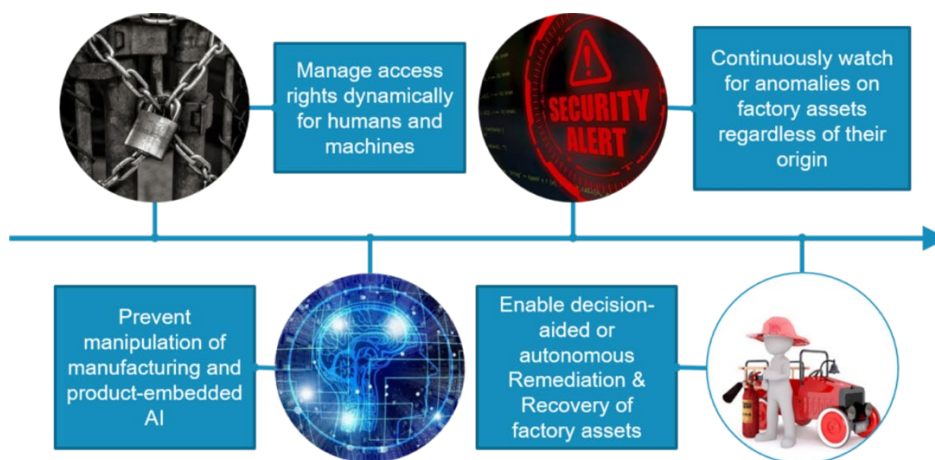 Manage access
rights dynamically
for humans and
machines
SECURITY
ALERT
Continuously watch
for anomalies on
factory assets
regardless of their
origin
Prevent
manipulation of
manufacturing and
product-embedded
AI
Enable decision-
aided or
autonomous
Remediation &
Recovery of
factory assets